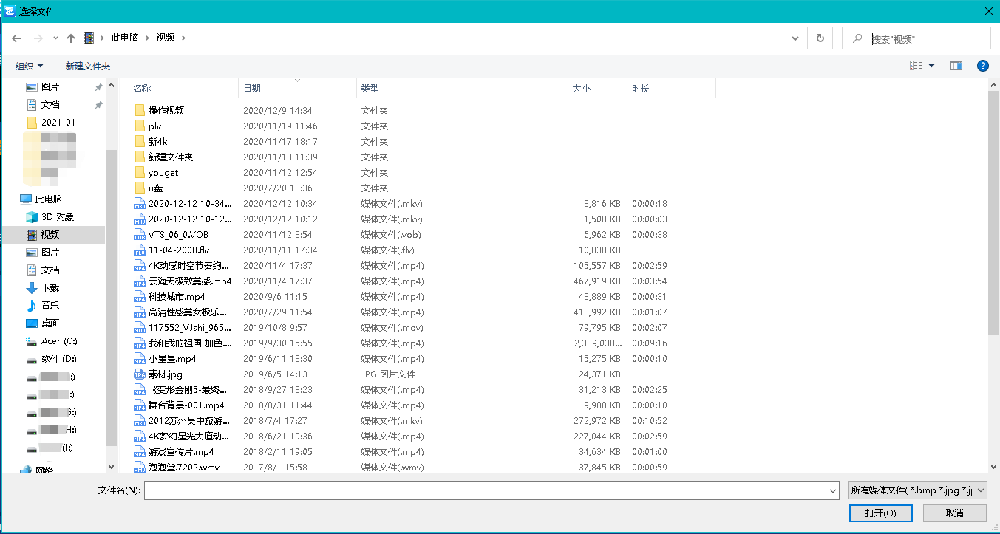 选择文件
此电脑 视频
搜索"视频"
组织 新建文件夹
图片
文档
2021-01
此电脑
3D 对象
视频
图片
文档
下载
音乐
桌面
Acer (C:)
软件 (D:)
:)
:)
:)
H:)
(I:)
网络
名称 日期 类型 大小 时长
操作视频 2020/12/9 14:34 文件夹
plv 2020/11/19 11:46 文件夹
新4k 2020/11/17 18:17 文件夹
新建文件夹 2020/11/13 11:39 文件夹
youget 2020/11/12 12:54 文件夹
u盘 2020/7/20 18:36 文件夹
2020-12-12 10-34... 2020/12/12 10:34 媒体文件(.mkv) 8,816 KB 00:00:18
2020-12-12 10-12... 2020/12/12 10:12 媒体文件(.mkv) 1,508 KB 00:00:03
VTS_06_0.VOB 2020/11/12 8:54 媒体文件(.vob) 6,962 KB 00:00:38
11-04-2008.flv 2020/11/11 17:34 媒体文件(.flv) 10,838 KB
4K动感时空节奏绚... 2020/11/4 17:37 媒体文件(.mp4) 105,557 KB 00:02:59
云海天极致美感.mp4 2020/11/4 17:37 媒体文件(.mp4) 467,919 KB 00:03:54
科技城市.mp4 2020/9/6 11:15 媒体文件(.mp4) 43,889 KB 00:00:31
高清性感美女极乐... 2020/7/29 11:54 媒体文件(.mp4) 413,992 KB 00:01:07
117552_VJshi_965... 2019/10/8 9:57 媒体文件(.mov) 79,795 KB 00:02:07
我和我的祖国 加色.... 2019/9/30 15:55 媒体文件(.mp4) 2,389,038... 00:09:16
小星星.mp4 2019/6/11 13:30 媒体文件(.mp4) 15,275 KB 00:00:10
素材.jpg 2019/6/5 14:13 JPG 图片文件 24,371 KB
《变形金刚5-最终... 2018/9/27 13:23 媒体文件(.mp4) 31,213 KB 00:02:25
舞台背景-001.mp4 2018/8/31 11:44 媒体文件(.mp4) 9,988 KB 00:00:10
2012苏州吴中旅游... 2018/7/4 17:27 媒体文件(.mkv) 272,972 KB 00:10:52
4K梦幻星光大道动... 2018/6/21 19:36 媒体文件(.mp4) 227,044 KB 00:02:59
游戏宣传片.mp4 2018/2/11 19:05 媒体文件(.mp4) 34,634 KB 00:01:00
泡泡堂.720P.wmv 2017/8/1 15:58 媒体文件(.wmv) 37,845 KB 00:00:59
文件名(N): 所有媒体文件( *.bmp *.jpg *.jp
打开(O) 取消